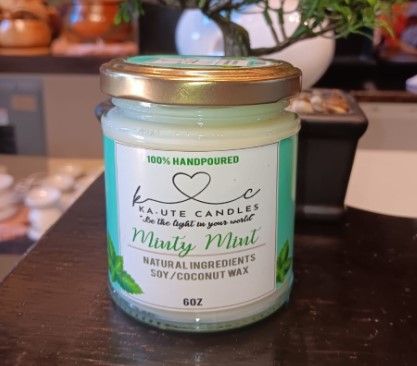 100% HANDPOURED
k c
KA-UTE CANDLES
"be the light in your world"
Minty Mint
NATURAL INGREDIENTS
SOY/COCONUT WAX
6OZ